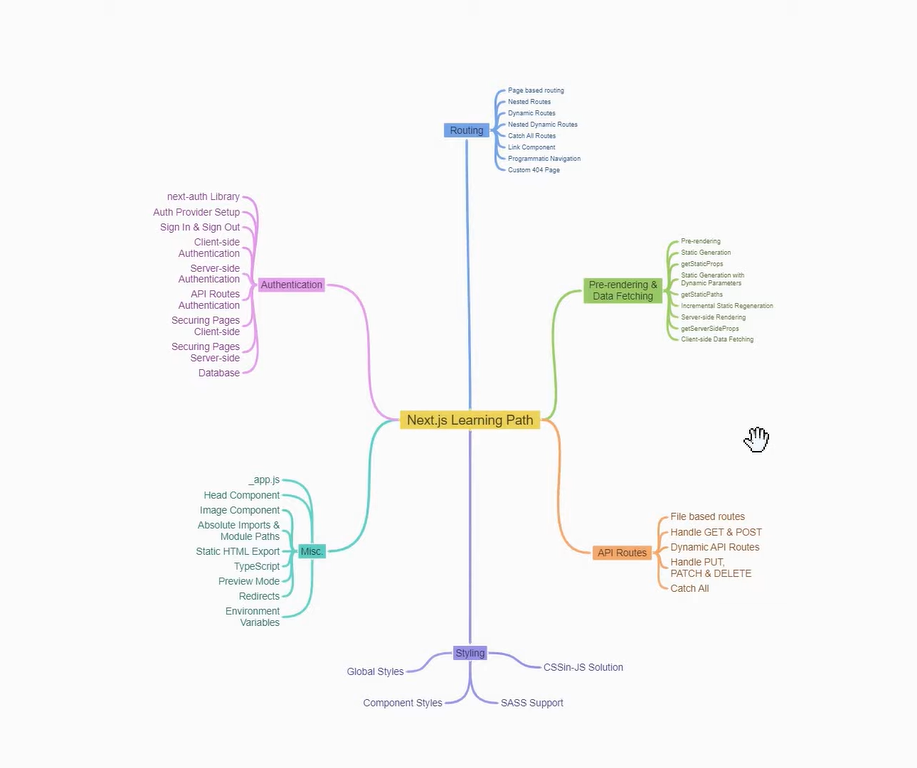 Page based routing
Nested Routes
Dynamic Routes
Nested Dynamic Routes
Catch All Routes
Link Component
Programmatic Navigation
Custom 404 Page
Routing
next-auth Library
Auth Provider Setup
Sign In & Sign Out
Client-side
Authentication
Server-side
Authentication
API Routes
Authentication
Securing Pages
Client-side
Securing Pages
Server-side
Database
Authentication
Pre-rendering &
Data Fetching
Pre-rendering
Static Generation
getStaticProps
Static Generation with
Dynamic Parameters
getStaticPaths
Incremental Static Regeneration
Server-side Rendering
getServerSideProps
Client-side Data Fetching
Next.js Learning Path
_app.js
Head Component
Image Component
Absolute Imports &
Module Paths
Static HTML Export
TypeScript
Preview Mode
Redirects
Environment
Variables
Misc.
API Routes
File based routes
Handle GET & POST
Dynamic API Routes
Handle PUT,
PATCH & DELETE
Catch All
Styling
Global Styles
CSSin-JS Solution
Component Styles
SASS Support